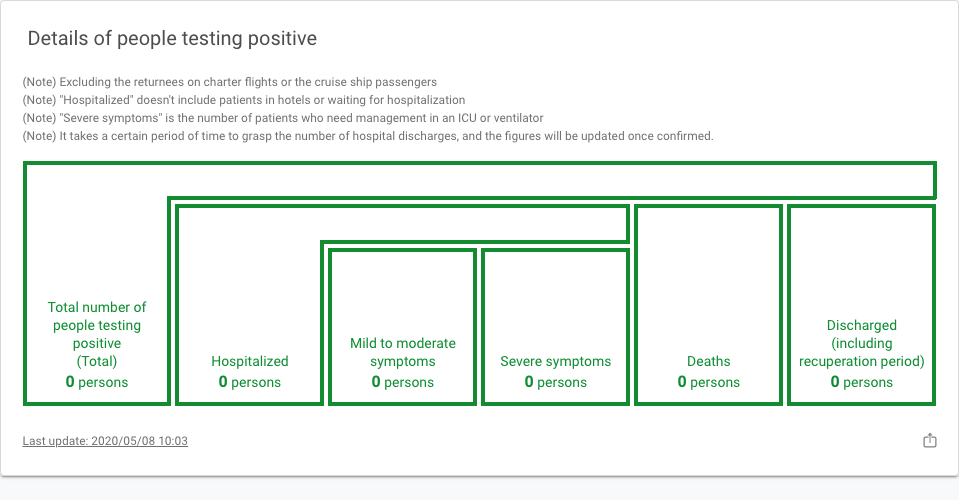 Details of people testing positive
(Note) Excluding the returnees on charter flights or the cruise ship passengers
(Note) "Hospitalized" doesn't include patients in hotels or waiting for hospitalization
(Note) "Severe symptoms" is the number of patients who need management in an ICU or ventilator
(Note) It takes a certain period of time to grasp the number of hospital discharges, and the figures will be updated once confirmed.
Total number of
people testing
positive
(Total)
0 persons
Hospitalized
0 persons
Mild to moderate
symptoms
0 persons
Severe symptoms
0 persons
Deaths
0 persons
Discharged
(including
recuperation period)
0 persons
Last update: 2020/05/08 10:03